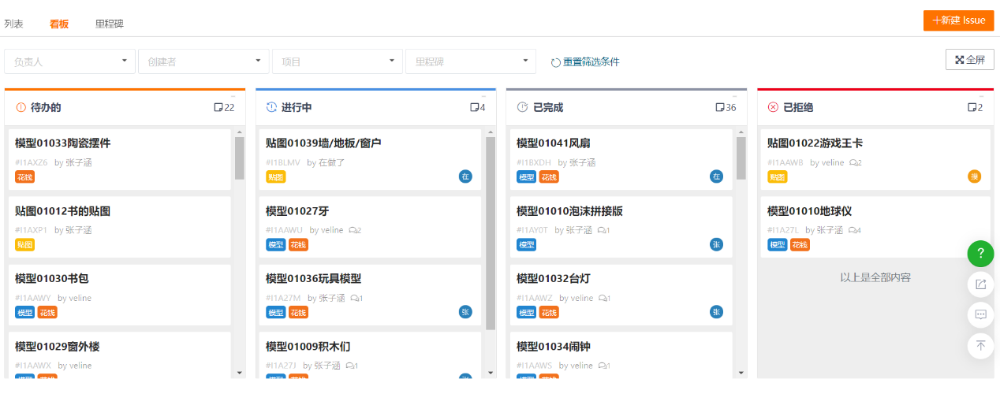 列表 看板 里程碑 新建 Issue
负责人 创建者 项目 里程碑 重置筛选条件 全屏
待办的 22
模型01033陶瓷摆件
#I1AXZ6 by 张子涵
花钱
贴图01012书的贴图
#I1AXP1 by 张子涵
贴图
模型01030书包
#I1AAWY by veline
模型 花钱
模型01029窗外楼
#I1AAWX by veline
模型 花钱
进行中 4
贴图01039墙/地板/窗户
#I1BLMV by 在做了
贴图 在
模型01027牙
#I1AAWU by veline 2
模型 花钱
模型01036玩具模型
#I1A27M by 张子涵 1
模型 花钱 张
模型01009积木们
#I1A27J by 张子涵 1
模型 花钱 张
已完成 36
模型01041风扇
#I1BXDH by 张子涵
模型 花钱 在
模型01010泡沫拼接版
#I1AY0T by 张子涵 1
模型 张
模型01032台灯
#I1AAWZ by veline 1
模型 花钱 张
模型01034闹钟
#I1AAWS by veline 1
模型 花钱
已拒绝 2
贴图01022游戏王卡
#I1AAWB by veline 2
贴图 摸
模型01010地球仪
#I1A27L by 张子涵 4
模型 花钱
以上是全部内容
?